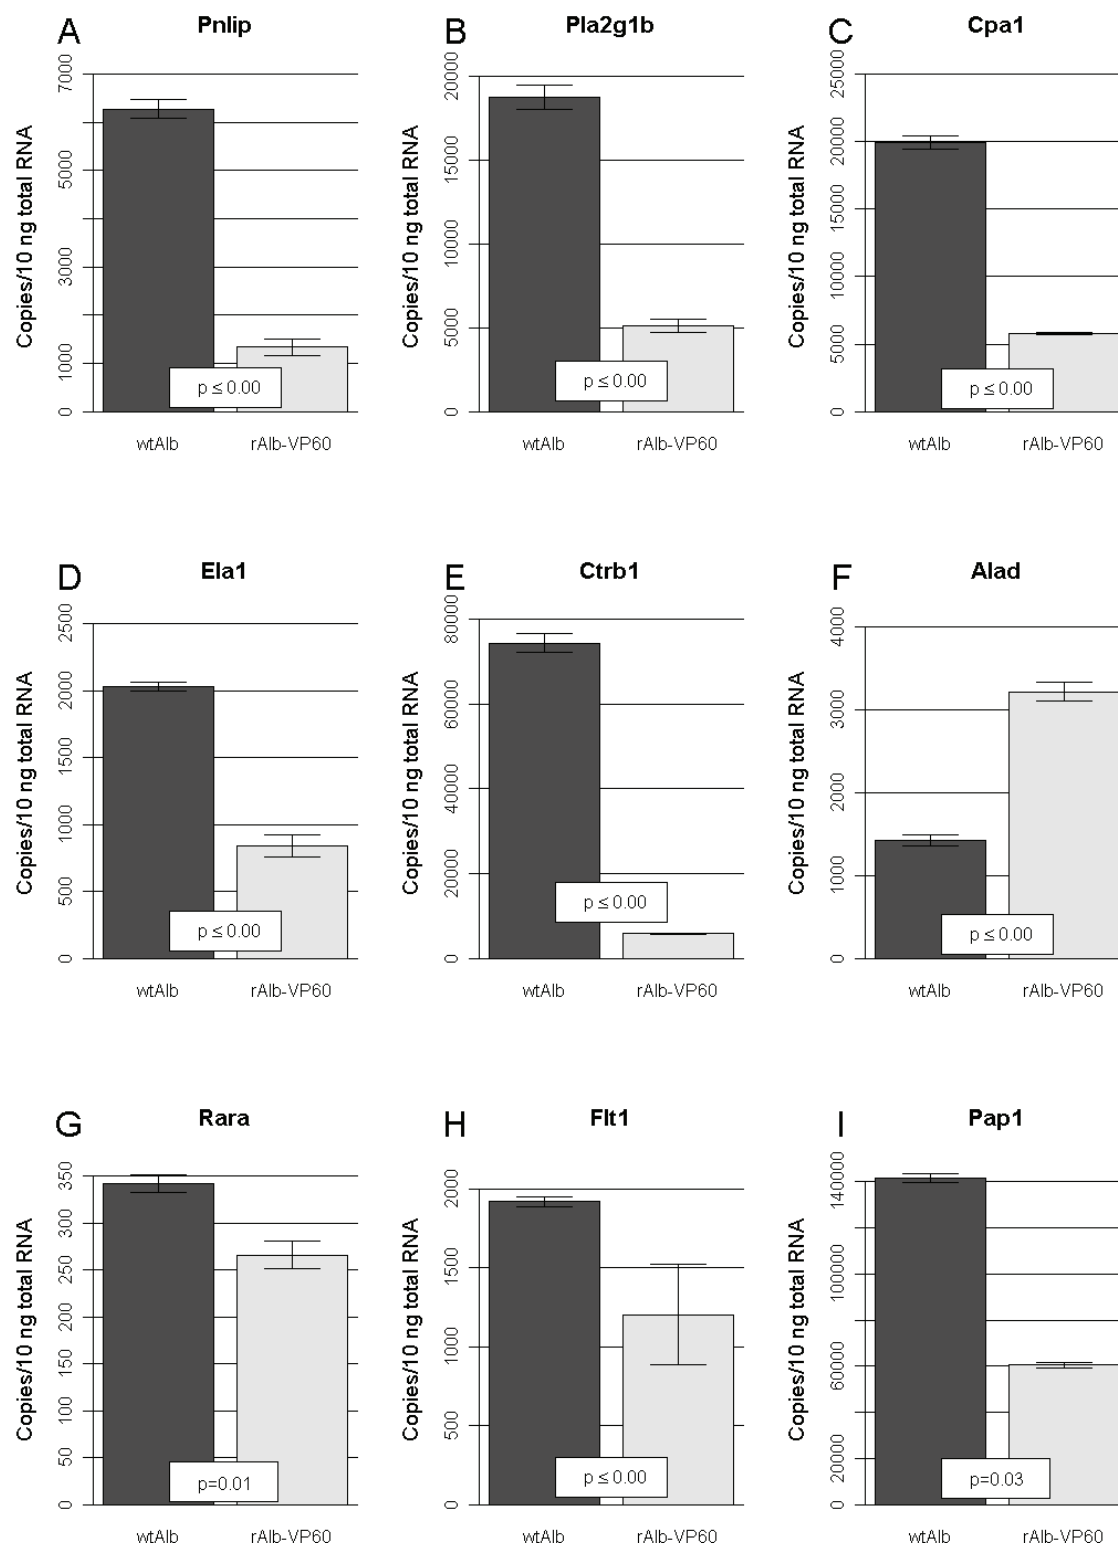 A Pnlip
Copies/10 ng total RNA
7000
5000
3000
1000
0
p ≤ 0.00
wtAlb rAlb-VP60
B Pla2g1b
Copies/10 ng total RNA
20000
15000
10000
5000
0
p ≤ 0.00
wtAlb rAlb-VP60
C Cpa1
Copies/10 ng total RNA
25000
20000
15000
10000
5000
0
p ≤ 0.00
wtAlb rAlb-VP60
D Ela1
Copies/10 ng total RNA
2500
2000
1500
1000
500
0
p ≤ 0.00
wtAlb rAlb-VP60
E Ctrb1
Copies/10 ng total RNA
80000
60000
40000
20000
0
p ≤ 0.00
wtAlb rAlb-VP60
F Alad
Copies/10 ng total RNA
4000
3000
2000
1000
0
p ≤ 0.00
wtAlb rAlb-VP60
G Rara
Copies/10 ng total RNA
350
300
250
200
150
100
50
0
p=0.01
wtAlb rAlb-VP60
H Flt1
Copies/10 ng total RNA
2000
1500
1000
500
0
p ≤ 0.00
wtAlb rAlb-VP60
I Pap1
Copies/10 ng total RNA
140000
100000
60000
20000
0
p=0.03
wtAlb rAlb-VP60